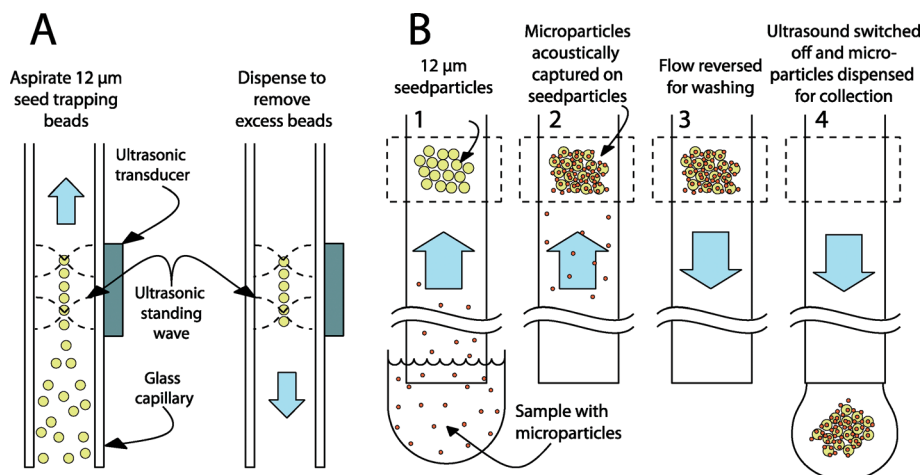 A
Aspirate 12 µm
seed trapping
beads
Dispense to
remove
excess beads
Ultrasonic
transducer
Ultrasonic
standing
wave
Glass
capillary
B
12 µm
seedparticles
Microparticles
acoustically
captured on
seedparticles
Flow reversed
for washing
Ultrasound switched
off and micro-
particles dispensed
for collection
1
2
3
4
Sample with
microparticles